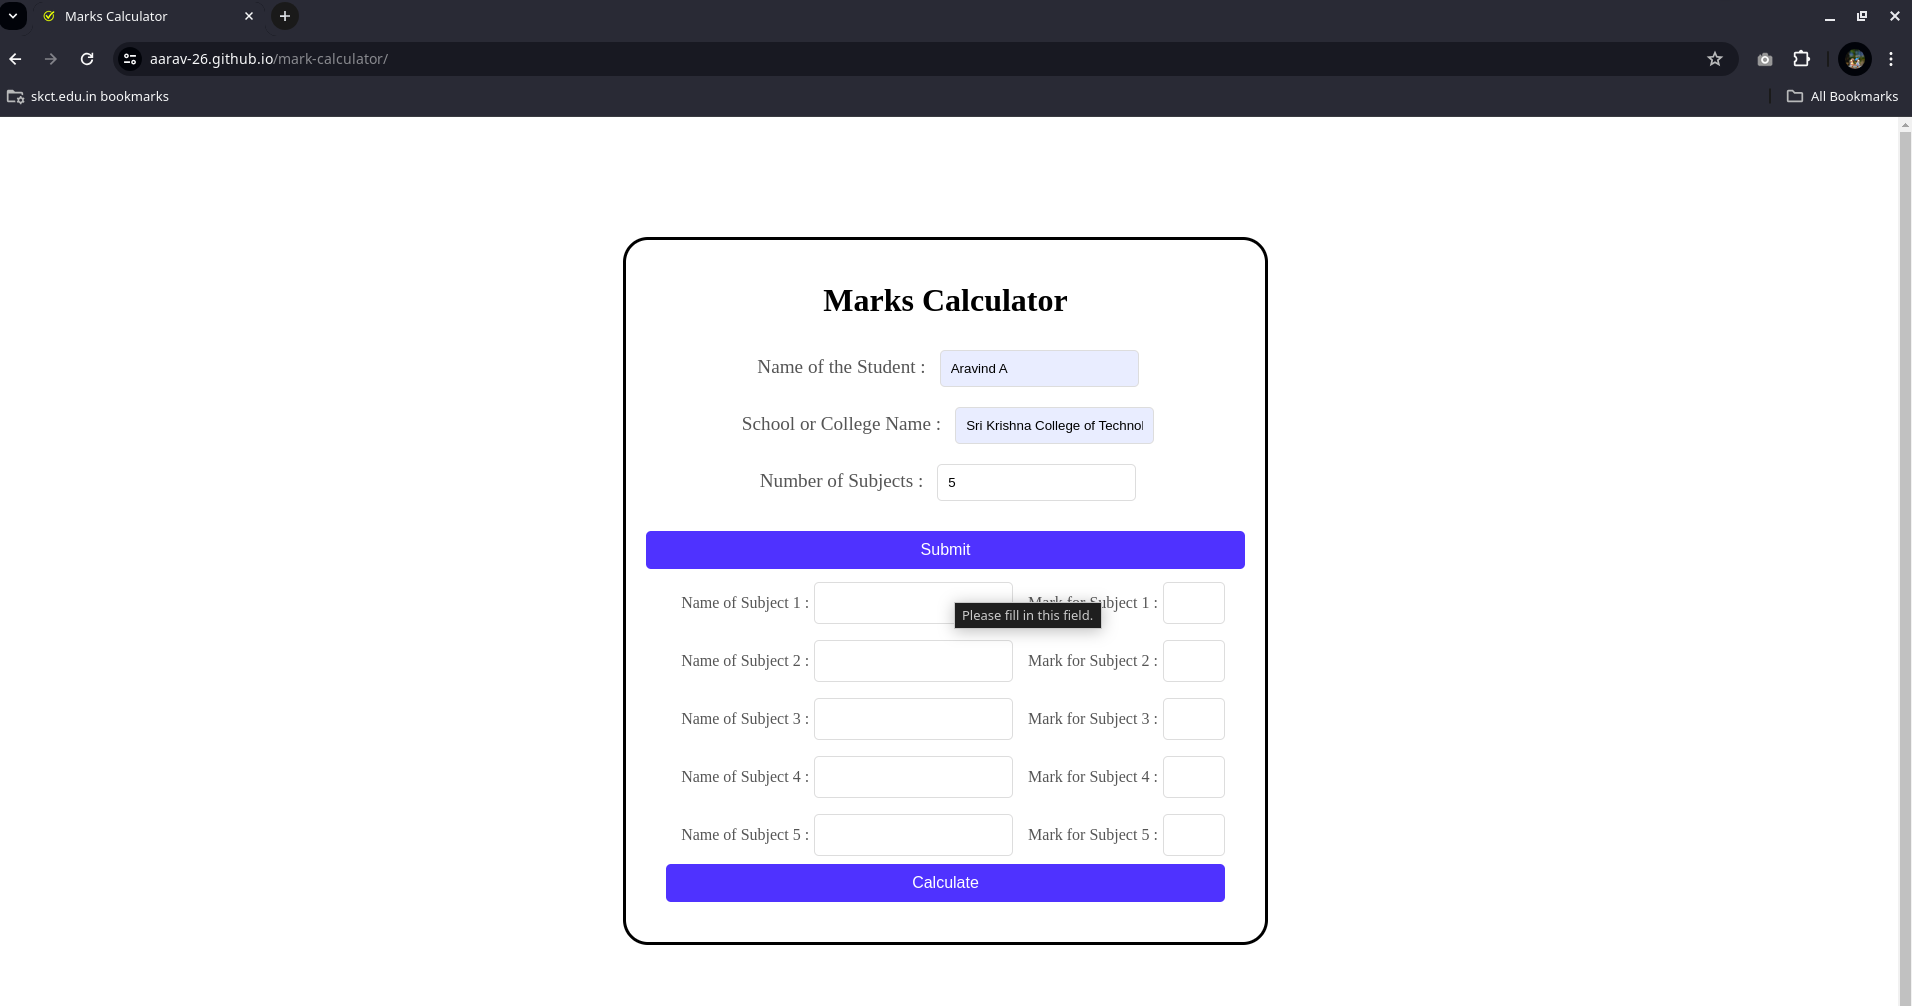 Marks Calculator
aarav-26.github.io/mark-calculator/
skct.edu.in bookmarks
All Bookmarks
Marks Calculator
Name of the Student :
Aravind A
School or College Name :
Sri Krishna College of Technol
Number of Subjects :
5
Submit
Name of Subject 1 :
Mark for Subject 1 :
Please fill in this field.
Name of Subject 2 :
Mark for Subject 2 :
Name of Subject 3 :
Mark for Subject 3 :
Name of Subject 4 :
Mark for Subject 4 :
Name of Subject 5 :
Mark for Subject 5 :
Calculate